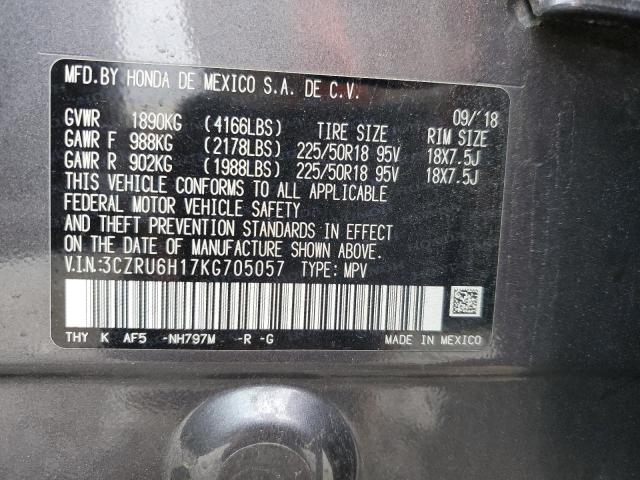 MFD.BY HONDA DE MEXICO S.A. DE C.V.
09/'18
GVWR 1890KG (4166LBS) TIRE SIZE RIM SIZE
GAWR F 988KG (2178LBS) 225/50R18 95V 18X7.5J
GAWR R 902KG (1988LBS) 225/50R18 95V 18X7.5J
THIS VEHICLE CONFORMS TO ALL APPLICABLE
FEDERAL MOTOR VEHICLE SAFETY
AND THEFT PREVENTION STANDARDS IN EFFECT
ON THE DATE OF MANUFACTURE SHOWN ABOVE.
V.I.N.:3CZRU6H17KG705057 TYPE: MPV
THY K AF5 -NH797M -R -G MADE IN MEXICO